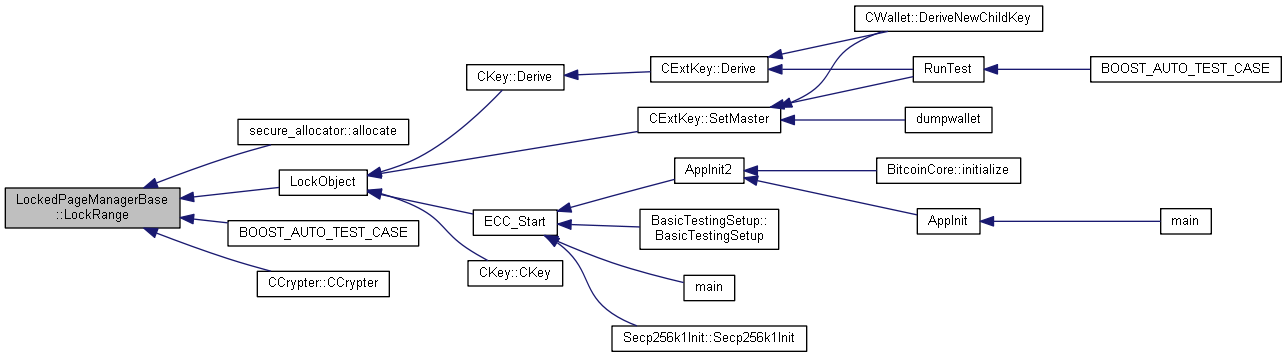 CWallet::DeriveNewChildKey
CKey::Derive
CExtKey::Derive
RunTest
BOOST_AUTO_TEST_CASE
secure_allocator::allocate
CExtKey::SetMaster
dumpwallet
LockedPageManagerBase
::LockRange
LockObject
AppInit2
BitcoinCore::initialize
BOOST_AUTO_TEST_CASE
ECC_Start
BasicTestingSetup::
BasicTestingSetup
AppInit
main
CCrypter::CCrypter
CKey::CKey
main
Secp256k1Init::Secp256k1Init